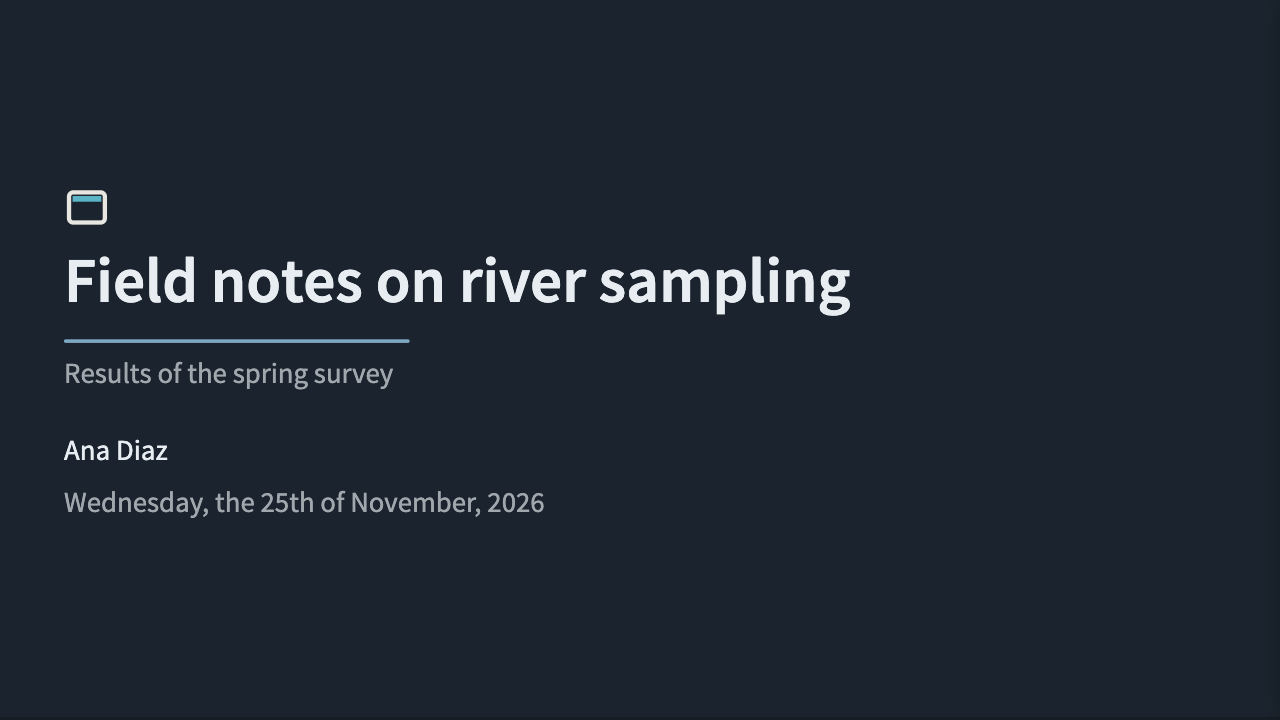 Field notes on river sampling
Results of the spring survey
Ana Diaz
Wednesday, the 25th of November, 2026